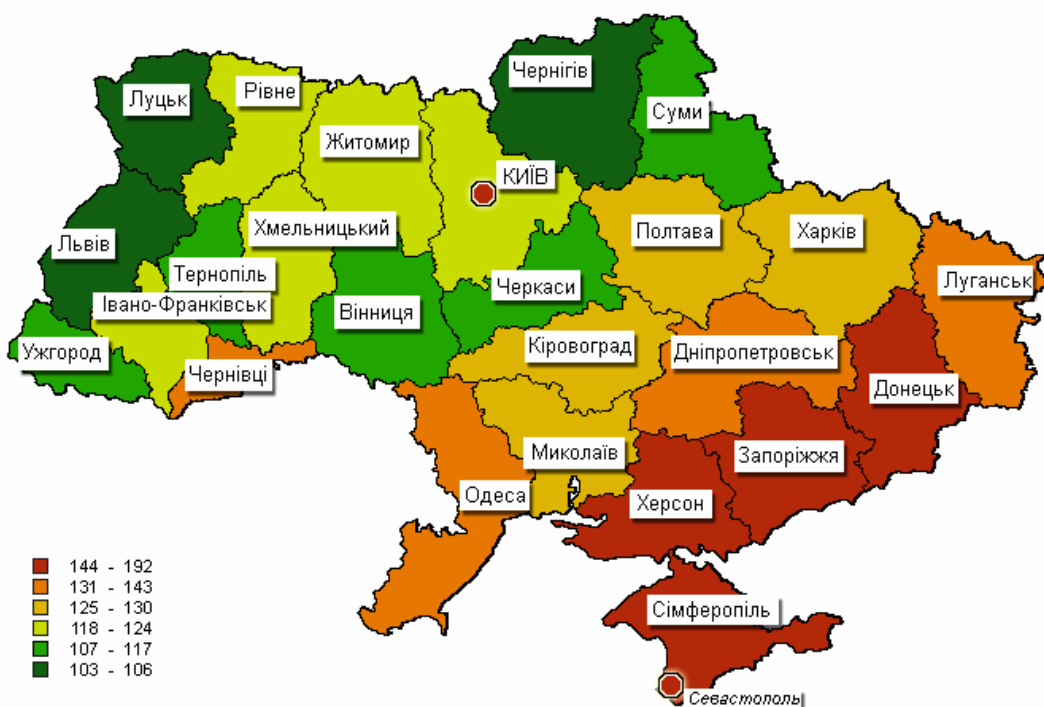 Чернігів
Луцьк
Рівне
Суми
Житомир
КИЇВ
Хмельницький
Львів
Полтава
Харків
Тернопіль
Луганськ
Черкаси
Івано-Франківськ
Вінниця
Ужгород
Кіровоград
Дніпропетровськ
Чернівці
Донецьк
Миколаїв
Запоріжжя
Одеса
Херсон
Сімферополь
Севастополь
144 - 192
131 - 143
125 - 130
118 - 124
107 - 117
103 - 106